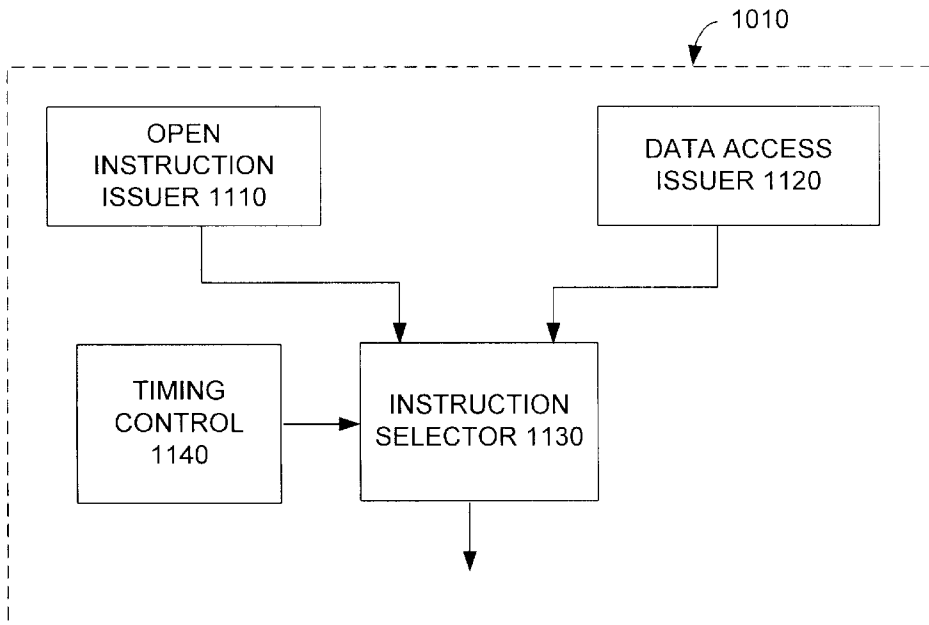 1010
OPEN
INSTRUCTION
ISSUER 1110
DATA ACCESS
ISSUER 1120
TIMING
CONTROL
1140
INSTRUCTION
SELECTOR 1130